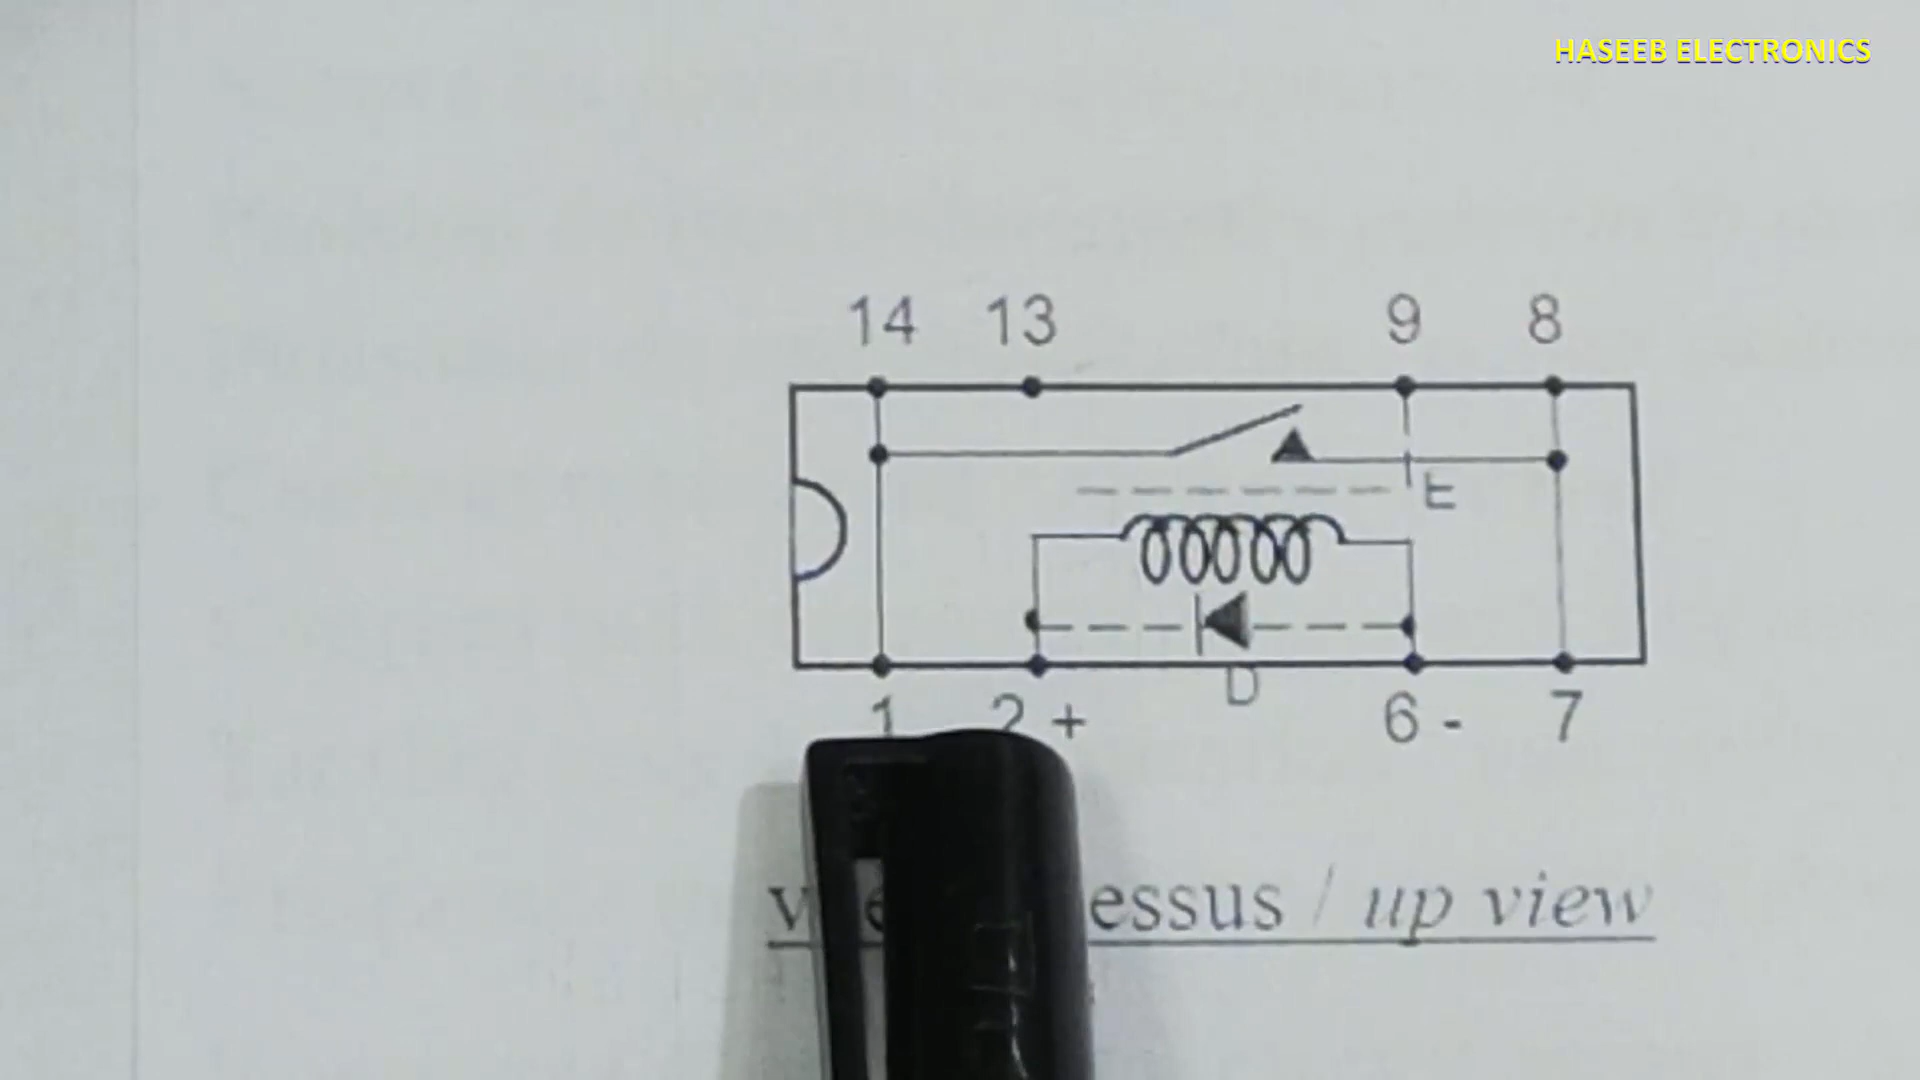 HASEEB ELECTRONICS
14 13 9 8
E
D
1 2 + 6 - 7
essus / up view